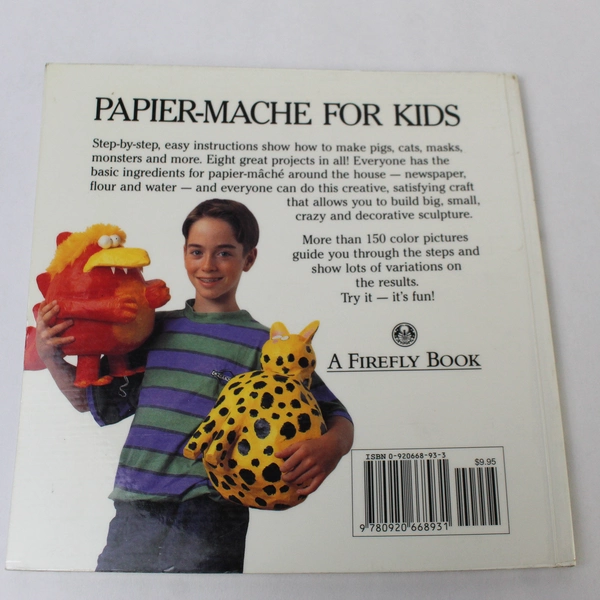 PAPIER-MACHE FOR KIDS
Step-by-step, easy instructions show how to make pigs, cats, masks,
monsters and more. Eight great projects in all! Everyone has the
basic ingredients for papier-mâché around the house — newspaper,
flour and water — and everyone can do this creative, satisfying craft
that allows you to build big, small,
crazy and decorative sculpture.
More than 150 color pictures
guide you through the steps and
show lots of variations on
the results.
Try it — it's fun!
A FIREFLY BOOK
ISBN 0-920668-93-3
$9.95
9 780920 668931